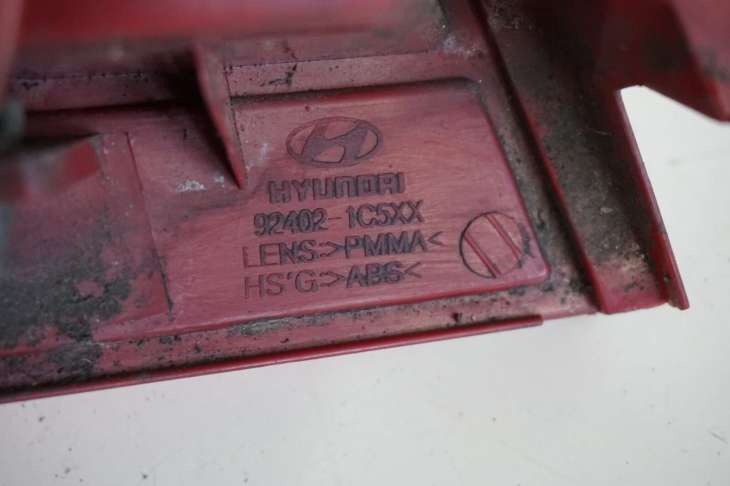 HYUNDAI
92402-1C5XX
LENS>PMMA<
HS'G>ABS<